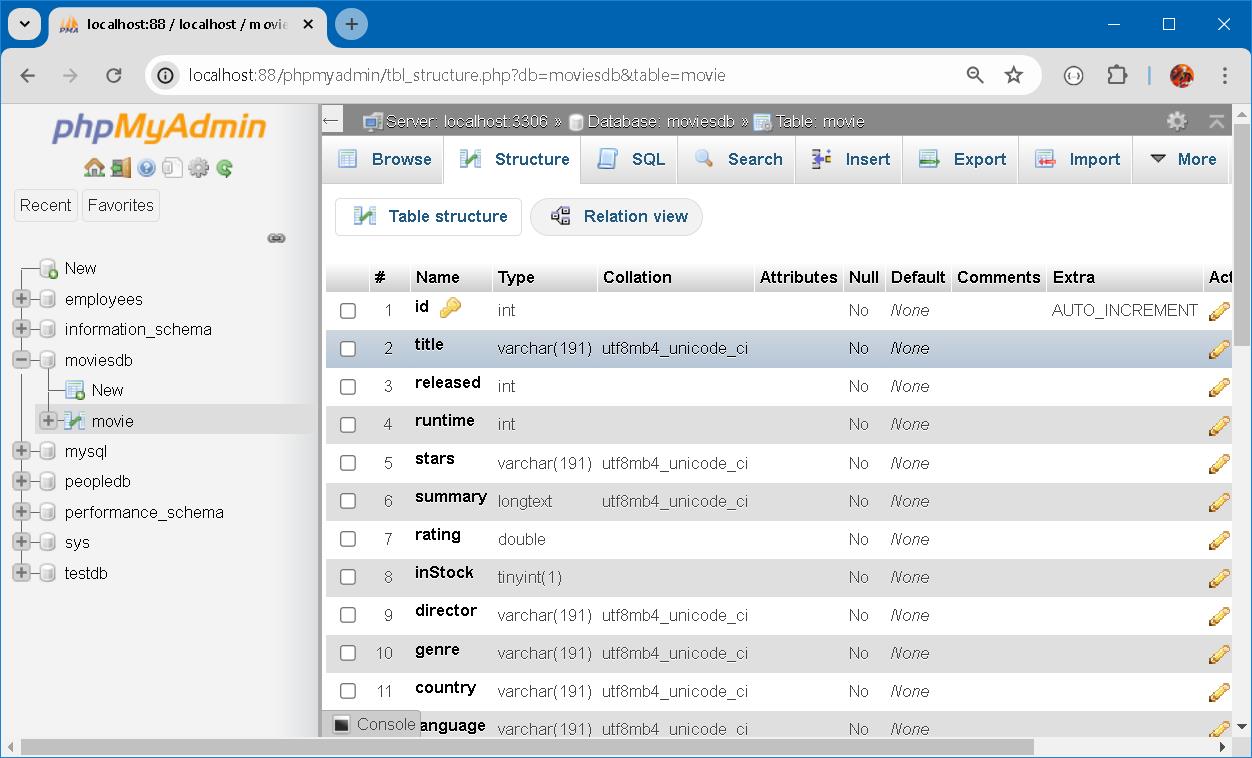 localhost:88 / localhost / movie
localhost:88/phpmyadmin/tbl_structure.php?db=moviesdb&table=movie
phpMyAdmin
Recent Favorites
New
employees
information_schema
moviesdb
New
movie
mysql
peopledb
performance_schema
sys
testdb
Server: localhost:3306 » Database: moviesdb » Table: movie
Browse Structure SQL Search Insert Export Import More
Table structure Relation view
# Name Type Collation Attributes Null Default Comments Extra Act
1 id int No None AUTO_INCREMENT
2 title varchar(191) utf8mb4_unicode_ci No None
3 released int No None
4 runtime int No None
5 stars varchar(191) utf8mb4_unicode_ci No None
6 summary longtext utf8mb4_unicode_ci No None
7 rating double No None
8 inStock tinyint(1) No None
9 director varchar(191) utf8mb4_unicode_ci No None
10 genre varchar(191) utf8mb4_unicode_ci No None
11 country varchar(191) utf8mb4_unicode_ci No None
Console anguage varchar(191) utf8mb4_unicode_ci No None